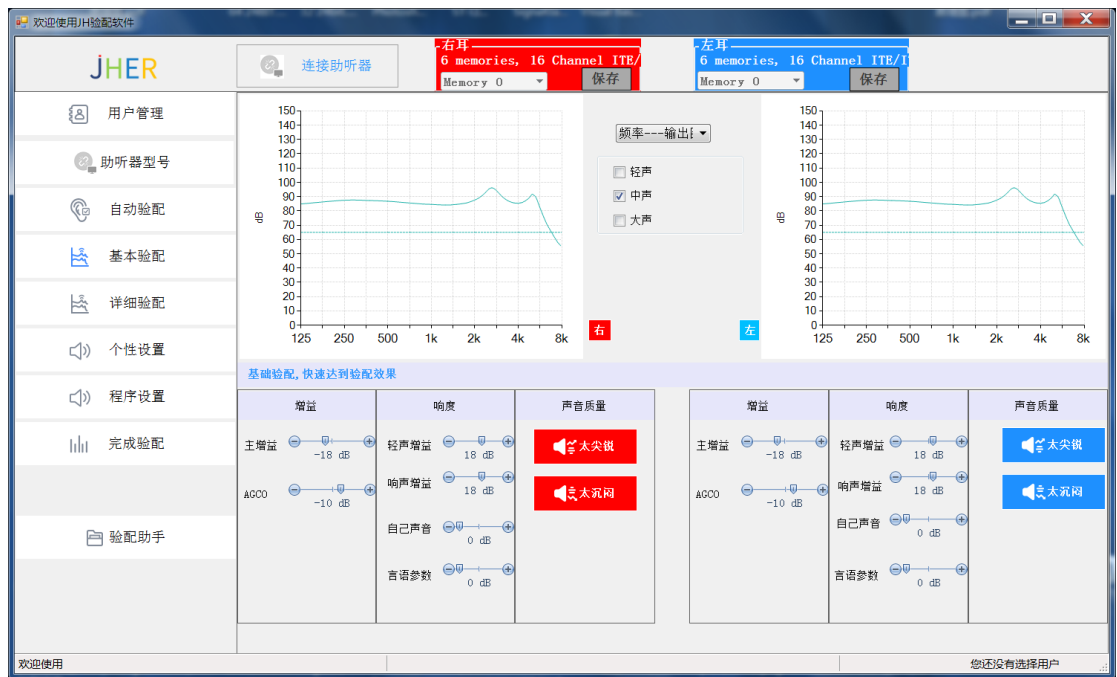 欢迎使用JH验配软件
JHER
连接助听器
右耳
6 memories, 16 Channel ITE/
Memory 0
保存
左耳
6 memories, 16 Channel ITE/I
Memory 0
保存
用户管理
助听器型号
自动验配
基本验配
详细验配
个性设置
程序设置
完成验配
验配助手
150
140
130
120
110
100
90
80
70
60
50
40
30
20
10
0
dB
125 250 500 1k 2k 4k 8k
频率---输出
轻声
中声
大声
右
左
150
140
130
120
110
100
90
80
70
60
50
40
30
20
10
0
dB
125 250 500 1k 2k 4k 8k
基础验配,快速达到验配效果
增益
主增益
-18 dB
AGCO
-10 dB
响度
轻声增益
18 dB
响声增益
18 dB
自己声音
0 dB
言语参数
0 dB
声音质量
太尖锐
太沉闷
增益
主增益
-18 dB
AGCO
-10 dB
响度
轻声增益
18 dB
响声增益
18 dB
自己声音
0 dB
言语参数
0 dB
声音质量
太尖锐
太沉闷
欢迎使用
您还没有选择用户